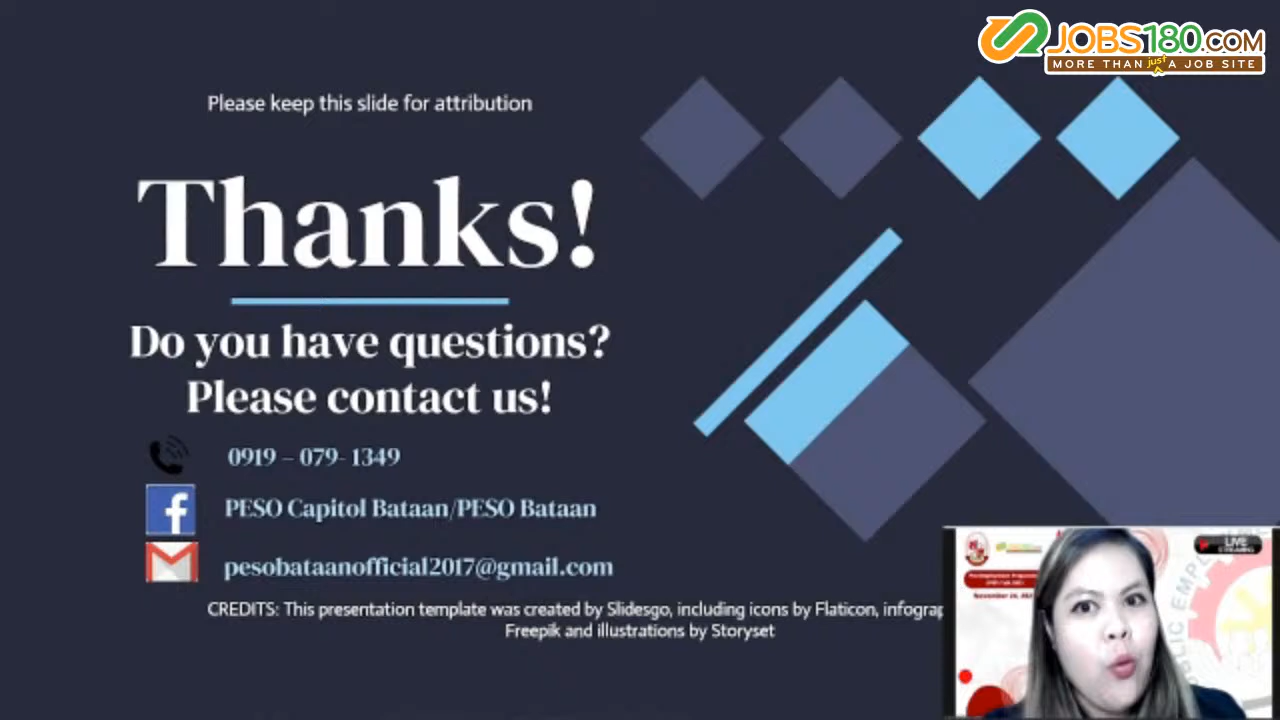 JOBS180.COM
MORE THAN just A JOB SITE
Please keep this slide for attribution
Thanks!
Do you have questions?
Please contact us!
0919 – 079- 1349
PESO Capitol Bataan/PESO Bataan
pesobataanofficial2017@gmail.com
CREDITS: This presentation template was created by Slidesgo, including icons by Flaticon, infograp
Freepik and illustrations by Storyset
LIVE
STREAMING